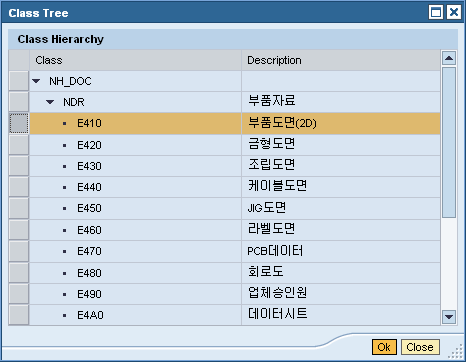 Class Tree
Class Hierarchy
Class Description
NH_DOC
NDR 부품자료
E410 부품도면(2D)
E420 금형도면
E430 조립도면
E440 케이블도면
E450 JIG도면
E460 라벨도면
E470 PCB데이터
E480 회로도
E490 업체승인원
E4A0 데이터시트
Ok Close